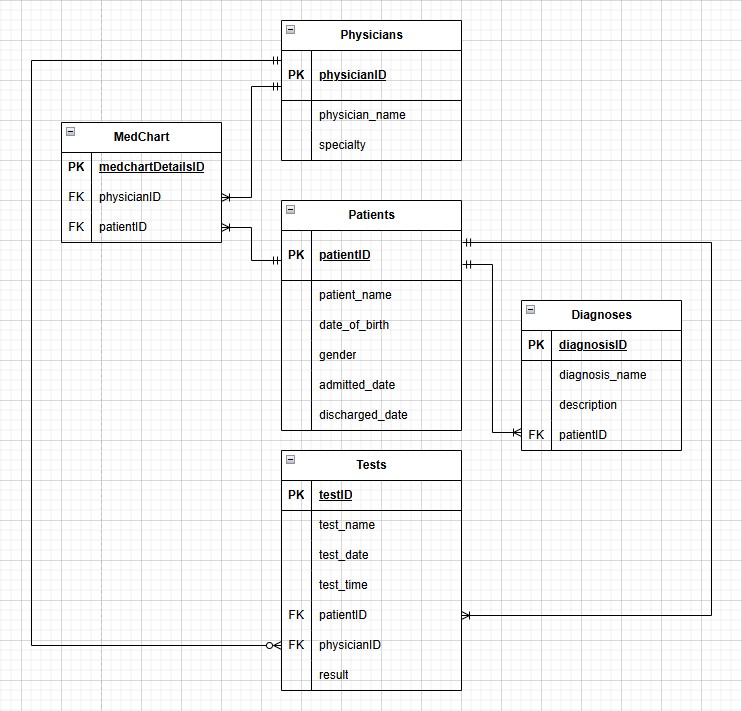 Physicians
PK physicianID
physician_name
specialty
MedChart
PK medchartDetailsID
FK physicianID
FK patientID
Patients
PK patientID
patient_name
date_of_birth
gender
admitted_date
discharged_date
Diagnoses
PK diagnosisID
diagnosis_name
description
FK patientID
Tests
PK testID
test_name
test_date
test_time
FK patientID
FK physicianID
result